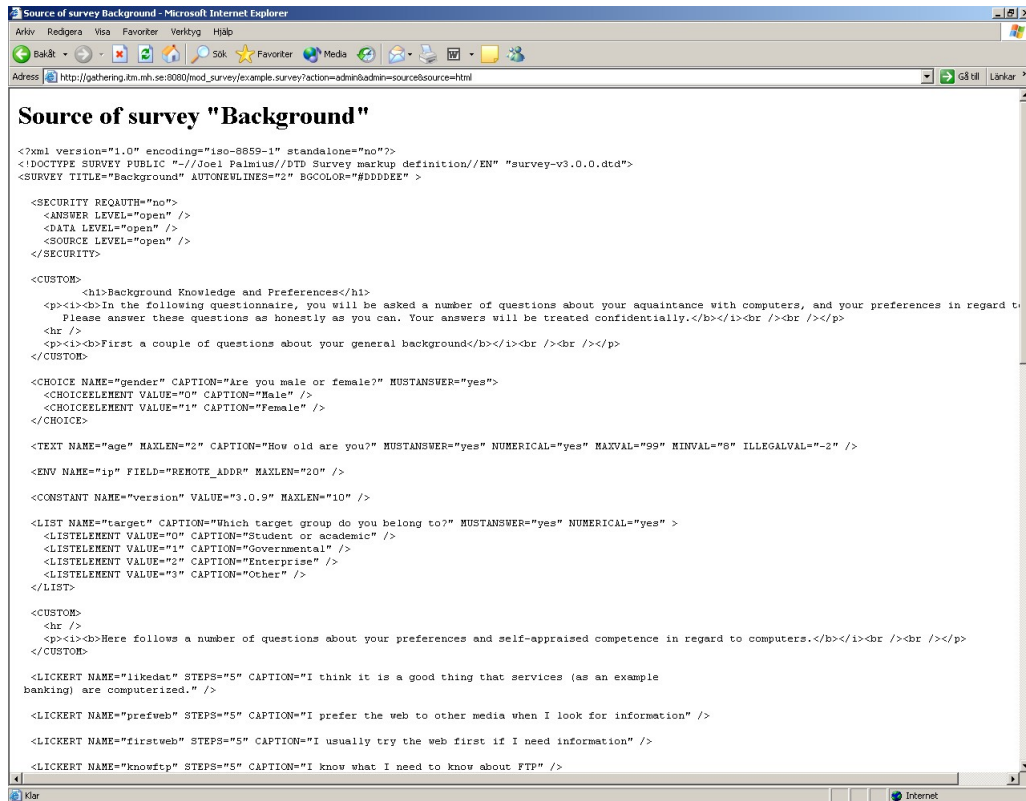 Source of survey Background - Microsoft Internet Explorer
Arkiv Redigera Visa Favoriter Verktyg Hjälp
Bakåt Sök Favoriter Media
Adress http://gathering.itm.mh.se:8080/mod_survey/example.survey?action=admin&admin=source&source=html Gå till Länkar
Source of survey "Background"
<?xml version="1.0" encoding="iso-8859-1" standalone="no"?>
<!DOCTYPE SURVEY PUBLIC "-//Joel Palmius//DTD Survey markup definition//EN" "survey-v3.0.0.dtd">
<SURVEY TITLE="Background" AUTONEWLINES="2" BGCOLOR="#DDDDEE" >
<SECURITY REQAUTH="no">
<ANSWER LEVEL="open" />
<DATA LEVEL="open" />
<SOURCE LEVEL="open" />
</SECURITY>
<CUSTOM>
<h1>Background Knowledge and Preferences</h1>
<p><i><b>In the following questionnaire, you will be asked a number of questions about your aquaintance with computers, and your preferences in regard t
Please answer these questions as honestly as you can. Your answers will be treated confidentially.</b></i><br /><br /></p>
<hr />
<p><i><b>First a couple of questions about your general background</b></i><br /><br /></p>
</CUSTOM>
<CHOICE NAME="gender" CAPTION="Are you male or female?" MUSTANSWER="yes">
<CHOICEELEMENT VALUE="0" CAPTION="Male" />
<CHOICEELEMENT VALUE="1" CAPTION="Female" />
</CHOICE>
<TEXT NAME="age" MAXLEN="2" CAPTION="How old are you?" MUSTANSWER="yes" NUMERICAL="yes" MAXVAL="99" MINVAL="8" ILLEGALVAL="-2" />
<ENV NAME="ip" FIELD="REMOTE_ADDR" MAXLEN="20" />
<CONSTANT NAME="version" VALUE="3.0.9" MAXLEN="10" />
<LIST NAME="target" CAPTION="Which target group do you belong to?" MUSTANSWER="yes" NUMERICAL="yes" >
<LISTELEMENT VALUE="0" CAPTION="Student or academic" />
<LISTELEMENT VALUE="1" CAPTION="Governmental" />
<LISTELEMENT VALUE="2" CAPTION="Enterprise" />
<LISTELEMENT VALUE="3" CAPTION="Other" />
</LIST>
<CUSTOM>
<hr />
<p><i><b>Here follows a number of questions about your preferences and self-appraised competence in regard to computers.</b></i><br /><br /></p>
</CUSTOM>
<LICKERT NAME="likedat" STEPS="5" CAPTION="I think it is a good thing that services (as an example
banking) are computerized." />
<LICKERT NAME="prefweb" STEPS="5" CAPTION="I prefer the web to other media when I look for information" />
<LICKERT NAME="firstweb" STEPS="5" CAPTION="I usually try the web first if I need information" />
<LICKERT NAME="knowftp" STEPS="5" CAPTION="I know what I need to know about FTP" />
Klar Internet